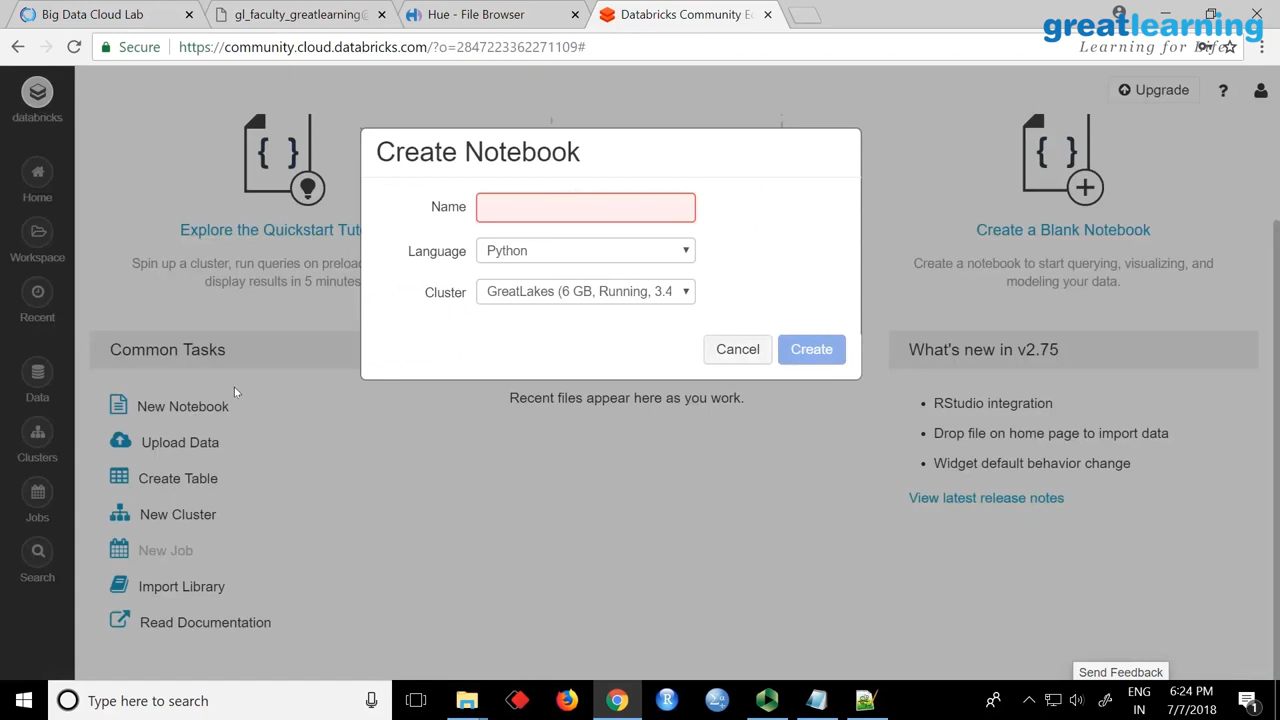 Big Data Cloud Lab
gl_faculty_greatlearning@
Hue - File Browser
Databricks Community Ec
greatlearning
Learning for Life
Secure
https://community.cloud.databricks.com/?o=2847223362271109#
databricks
Home
Workspace
Recent
Data
Clusters
Jobs
Search
Upgrade
?
Explore the Quickstart Tut
Spin up a cluster, run queries on preload
display results in 5 minutes
Create Notebook
Name
Language
Python
Cluster
GreatLakes (6 GB, Running, 3.4
Cancel
Create
Create a Blank Notebook
Create a notebook to start querying, visualizing, and
modeling your data.
Common Tasks
New Notebook
Upload Data
Create Table
New Cluster
New Job
Import Library
Read Documentation
Recent files appear here as you work.
What's new in v2.75
RStudio integration
Drop file on home page to import data
Widget default behavior change
View latest release notes
Send Feedback
Type here to search
ENG
IN
6:24 PM
7/7/2018
1